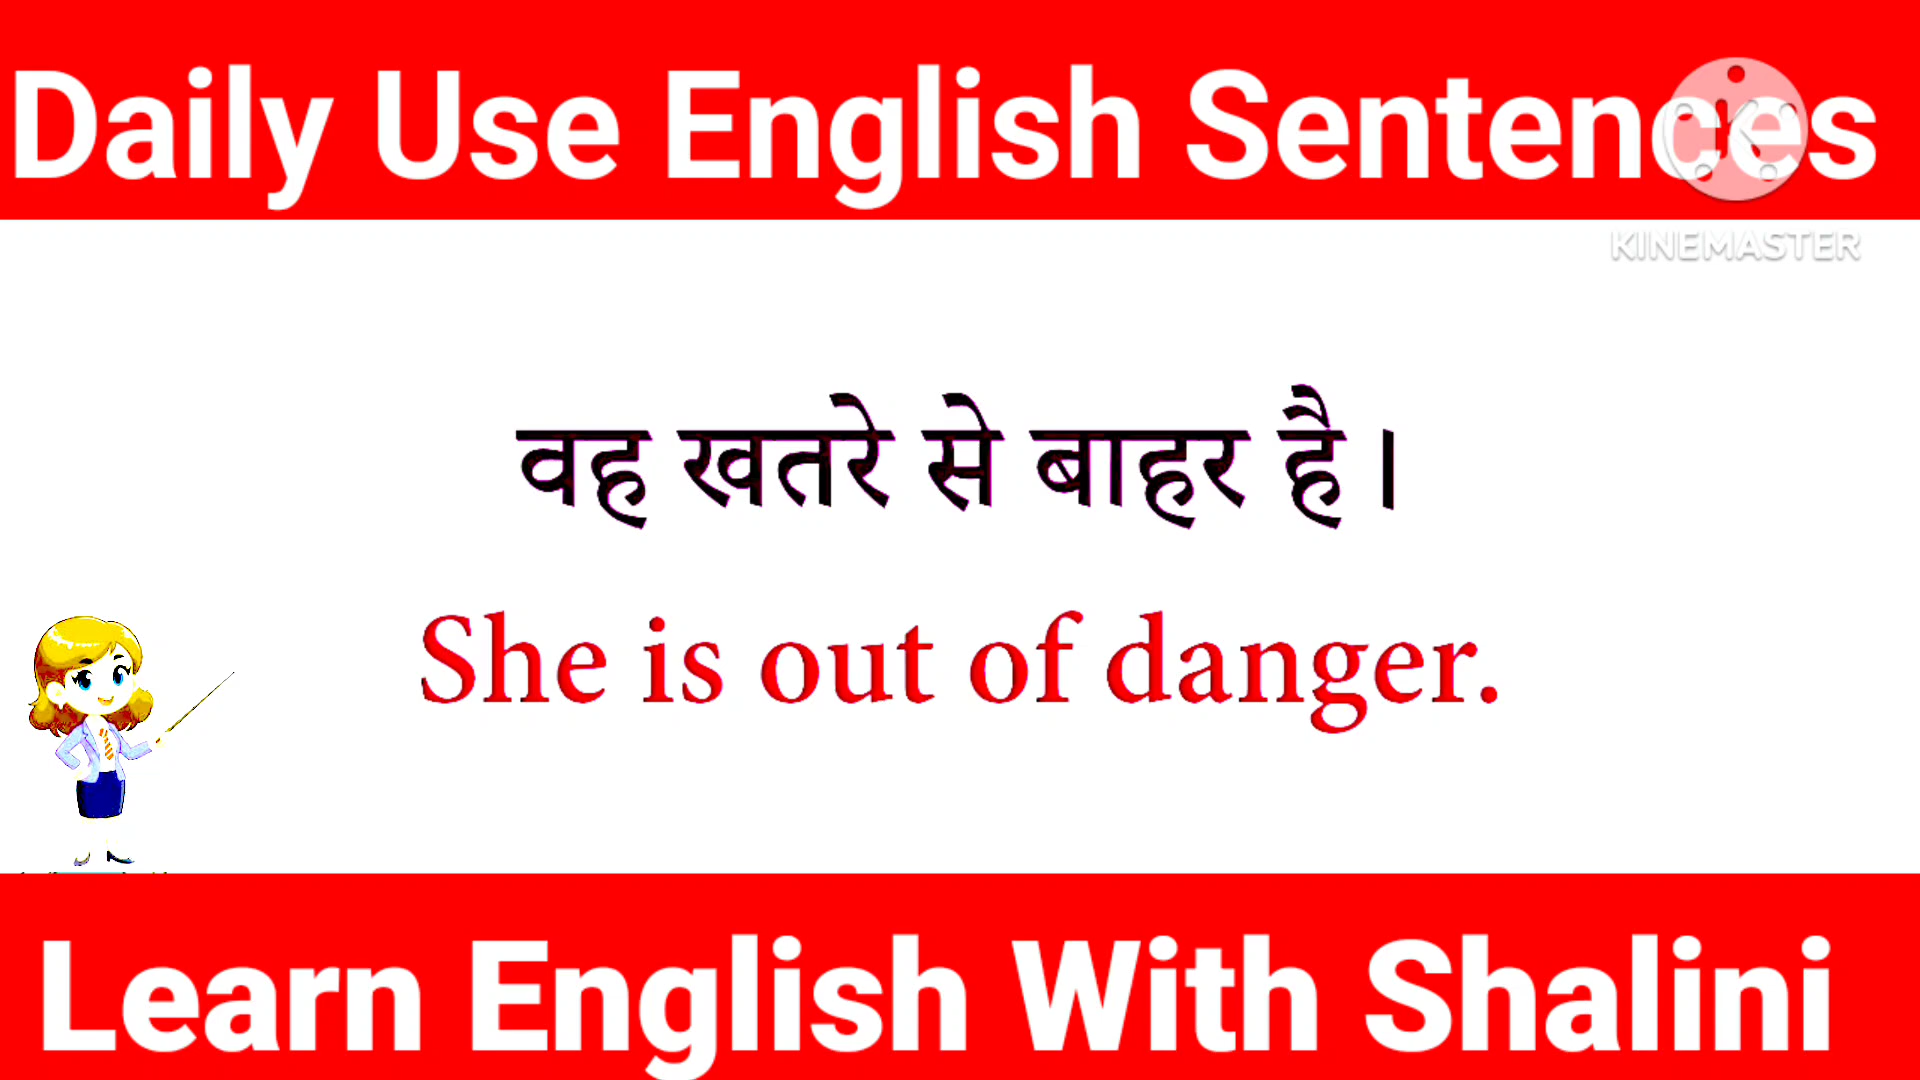 Daily Use English Sentences
KINEMASTER
वह खतरे से बाहर है।
She is out of danger.
Learn English With Shalini